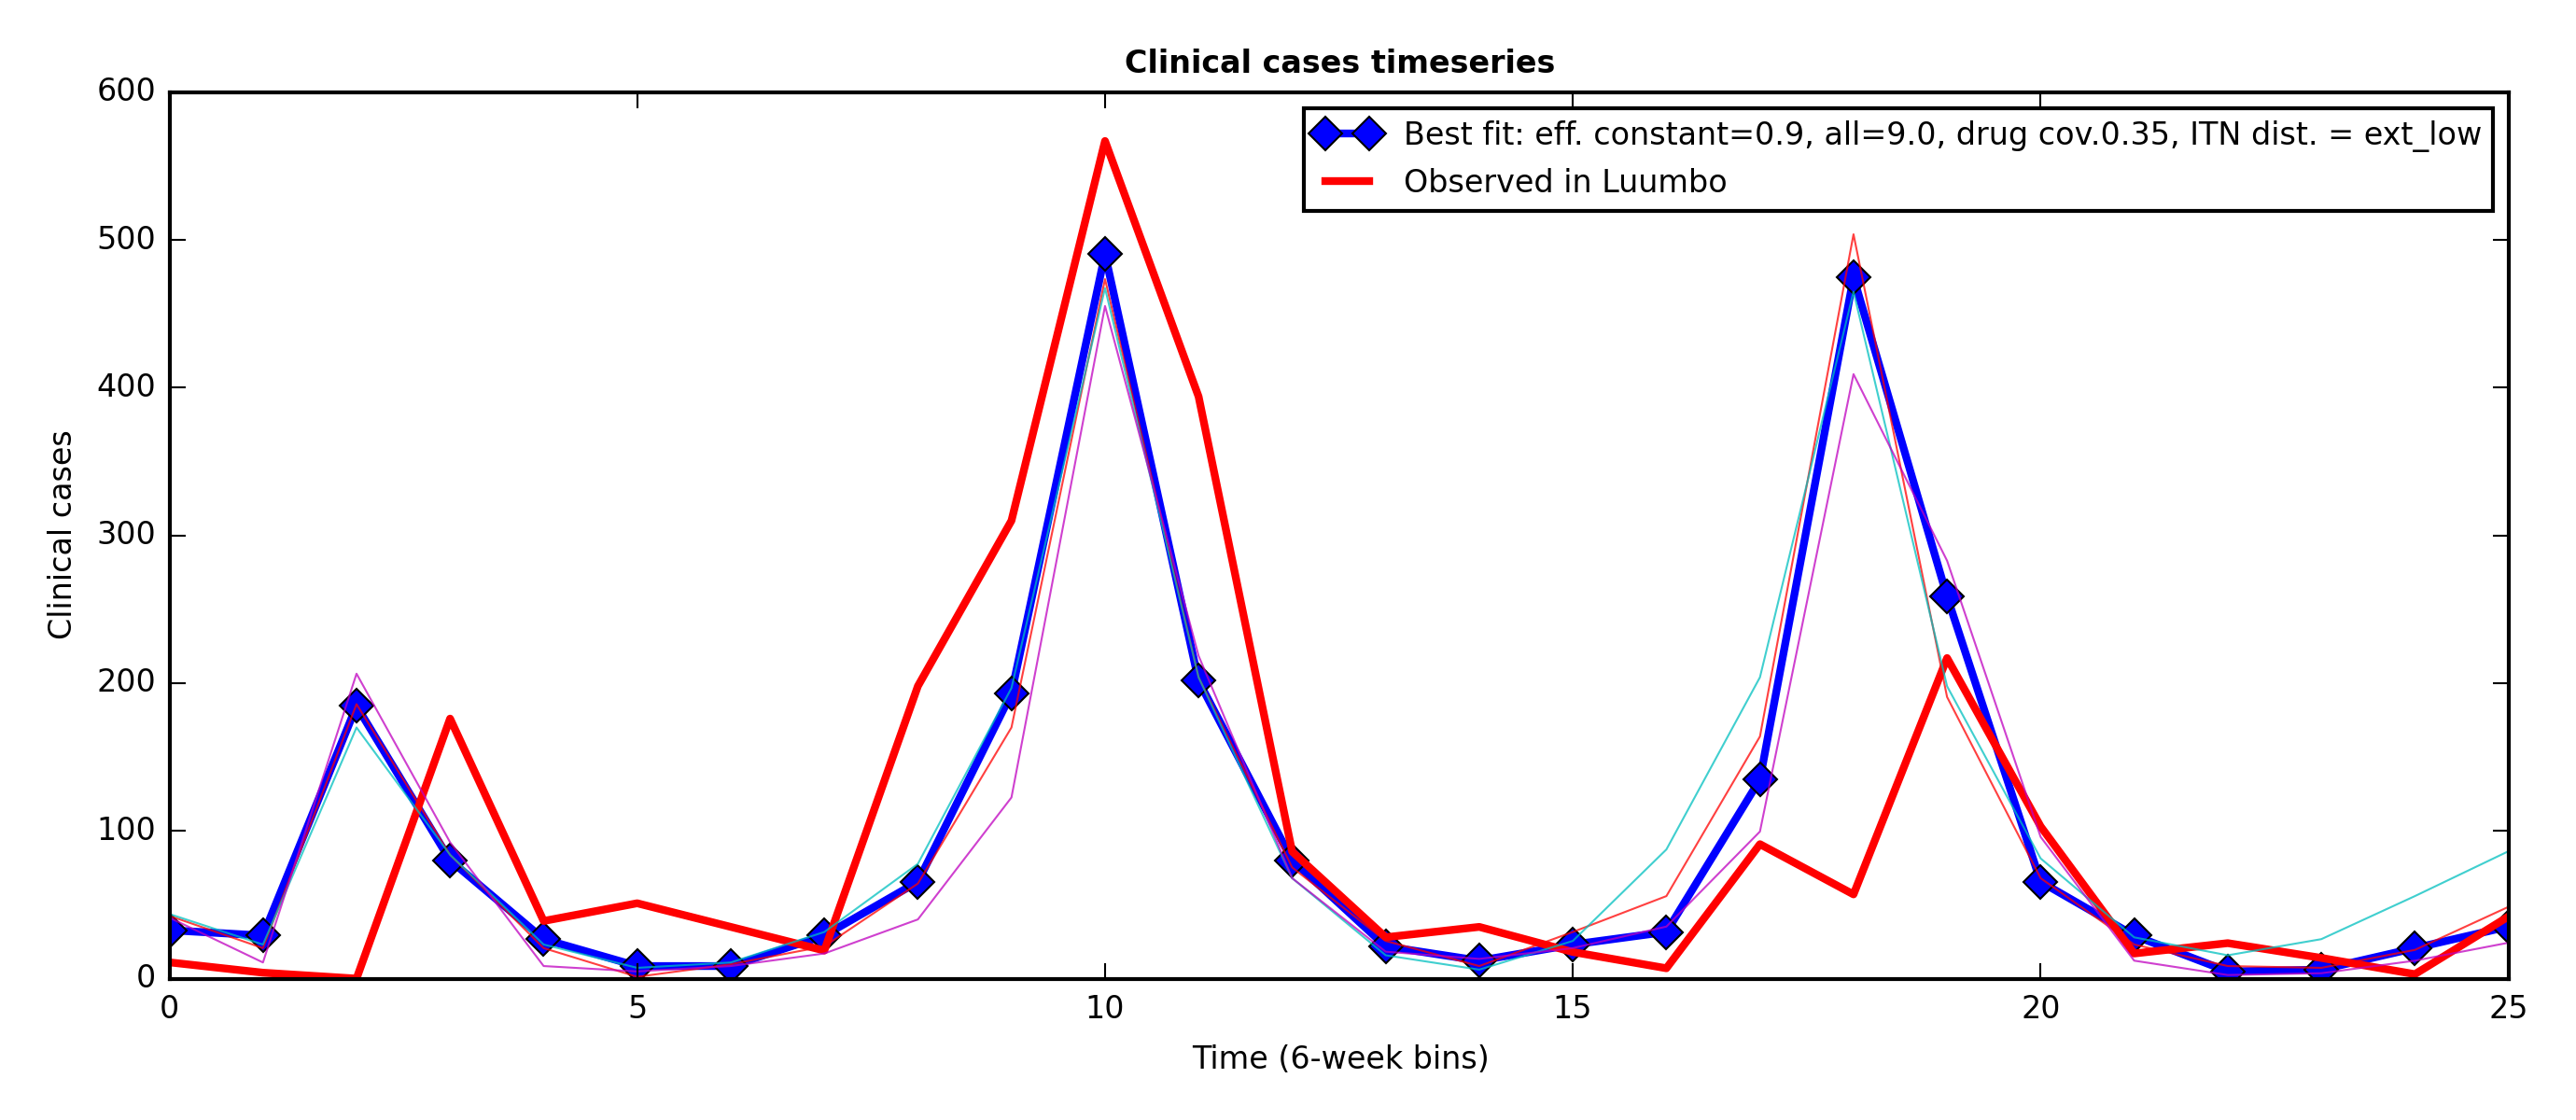 Clinical cases timeseries
600
500
400
300
200
100
0
Clinical cases
Best fit: eff. constant=0.9, all=9.0, drug cov.0.35, ITN dist. = ext_low
Observed in Luumbo
0 5 10 15 20 25
Time (6-week bins)